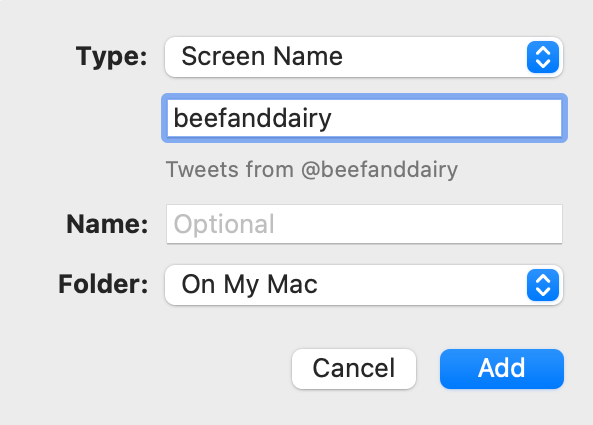 Type: Screen Name
beefanddairy
Tweets from @beefanddairy
Name: Optional
Folder: On My Mac
Cancel Add